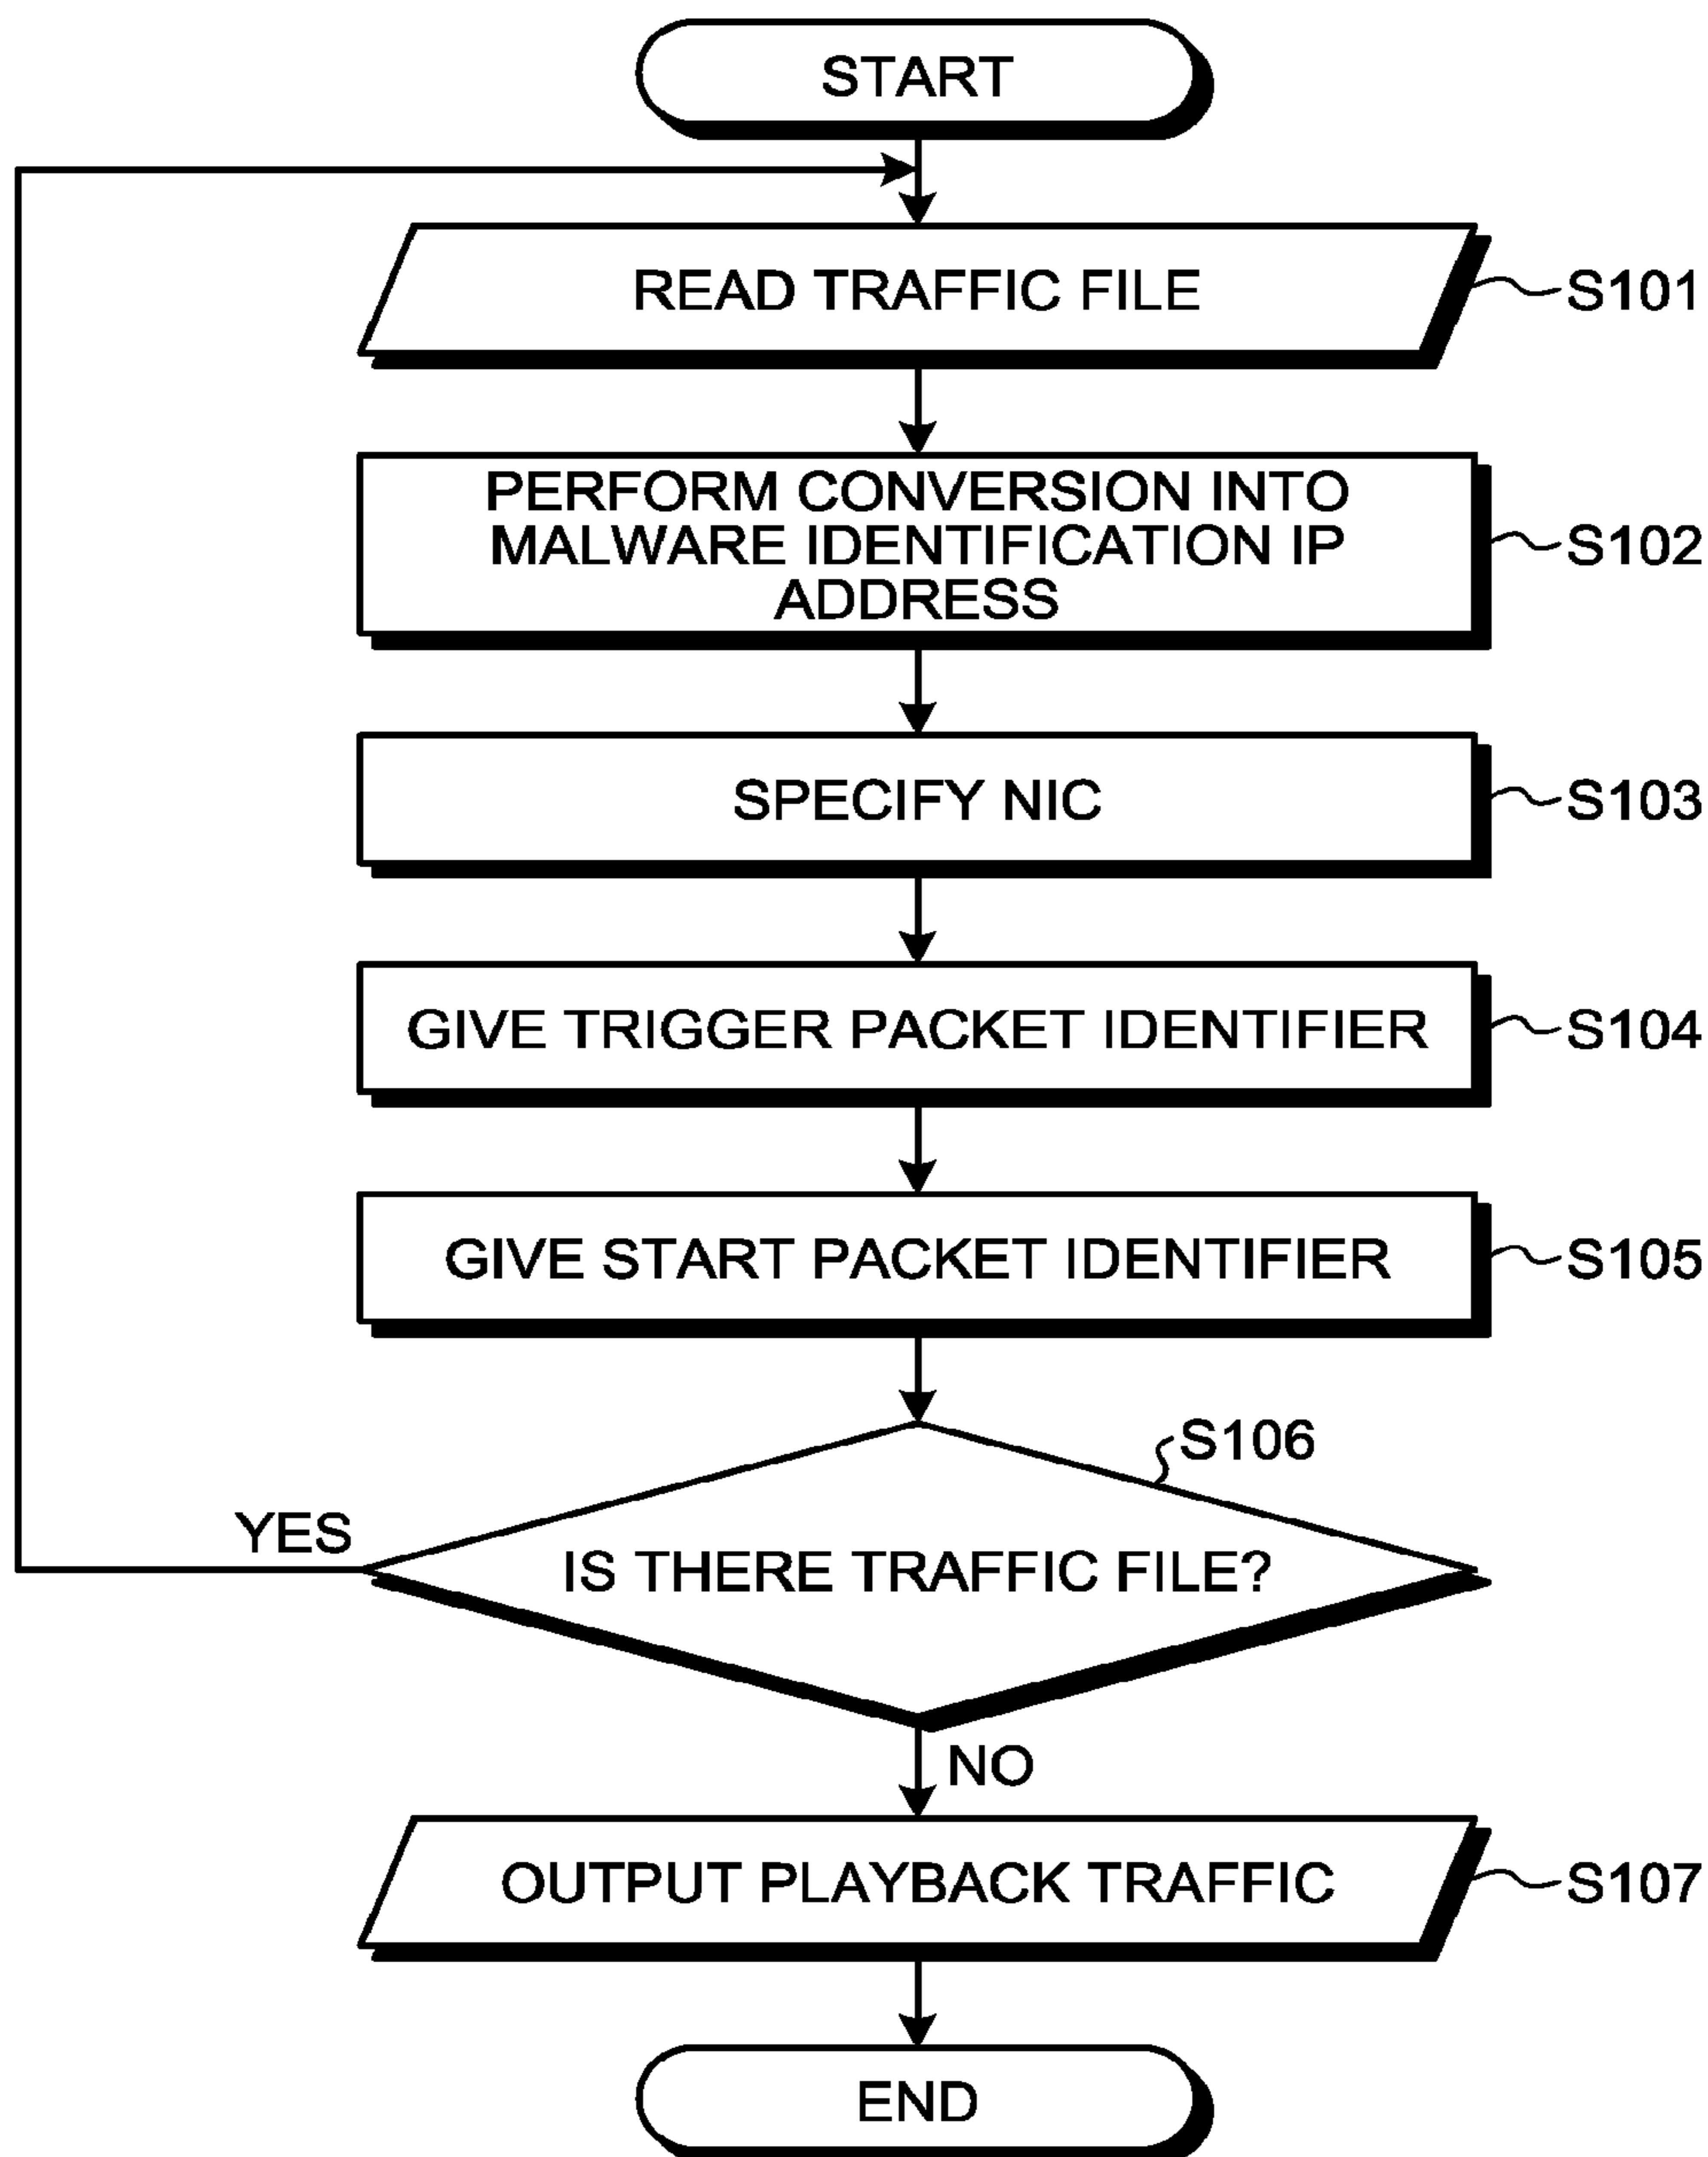 START
READ TRAFFIC FILE
S101
PERFORM CONVERSION INTO
MALWARE IDENTIFICATION IP
ADDRESS
S102
SPECIFY NIC
S103
GIVE TRIGGER PACKET IDENTIFIER
S104
GIVE START PACKET IDENTIFIER
S105
S106
YES
IS THERE TRAFFIC FILE?
NO
OUTPUT PLAYBACK TRAFFIC
S107
END